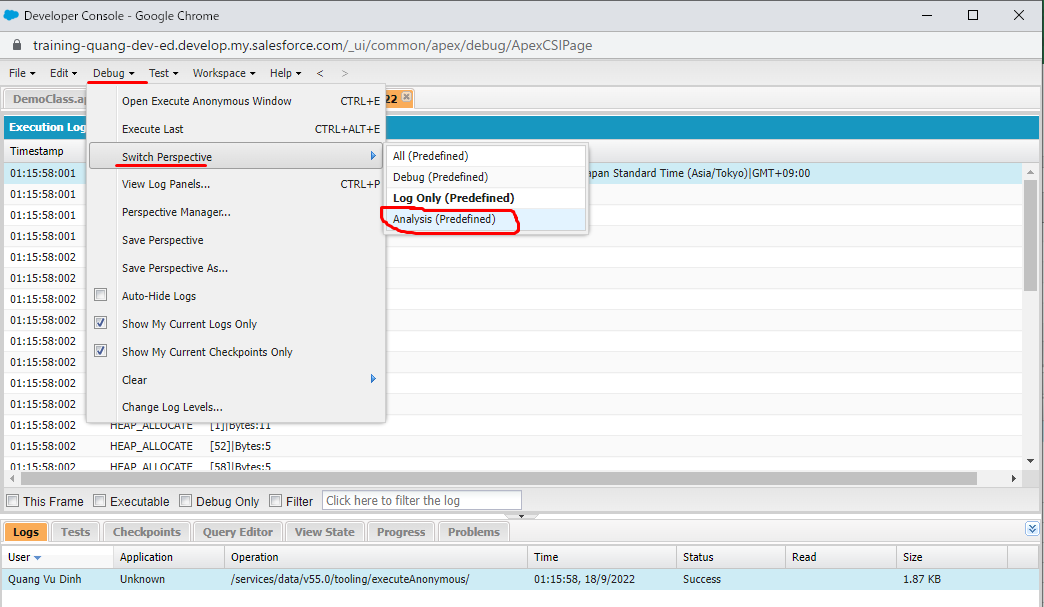 Developer Console - Google Chrome
training-quang-dev-ed.develop.my.salesforce.com/_ui/common/apex/debug/ApexCSIPage
File Edit Debug Test Workspace Help < >
DemoClass.ap 22
Execution Log
Timestamp
Open Execute Anonymous Window CTRL+E
Execute Last CTRL+ALT+E
Switch Perspective
View Log Panels... CTRL+P
Perspective Manager...
Save Perspective
Save Perspective As...
Auto-Hide Logs
Show My Current Logs Only
Show My Current Checkpoints Only
Clear
Change Log Levels...
All (Predefined)
Debug (Predefined)
Log Only (Predefined)
Analysis (Predefined)
01:15:58:001 apan Standard Time (Asia/Tokyo)|GMT+09:00
01:15:58:001
01:15:58:001
01:15:58:001
01:15:58:002
01:15:58:002
01:15:58:002
01:15:58:002
01:15:58:002
01:15:58:002
01:15:58:002
01:15:58:002
01:15:58:002 HEAP_ALLOCATE [1]|Bytes:11
01:15:58:002 HEAP_ALLOCATE [52]|Bytes:5
01:15:58:002 HEAP_ALLOCATE [58]|Bytes:5
This Frame Executable Debug Only Filter Click here to filter the log
Logs Tests Checkpoints Query Editor View State Progress Problems
User Application Operation Time Status Read Size
Quang Vu Dinh Unknown /services/data/v55.0/tooling/executeAnonymous/ 01:15:58, 18/9/2022 Success 1.87 KB